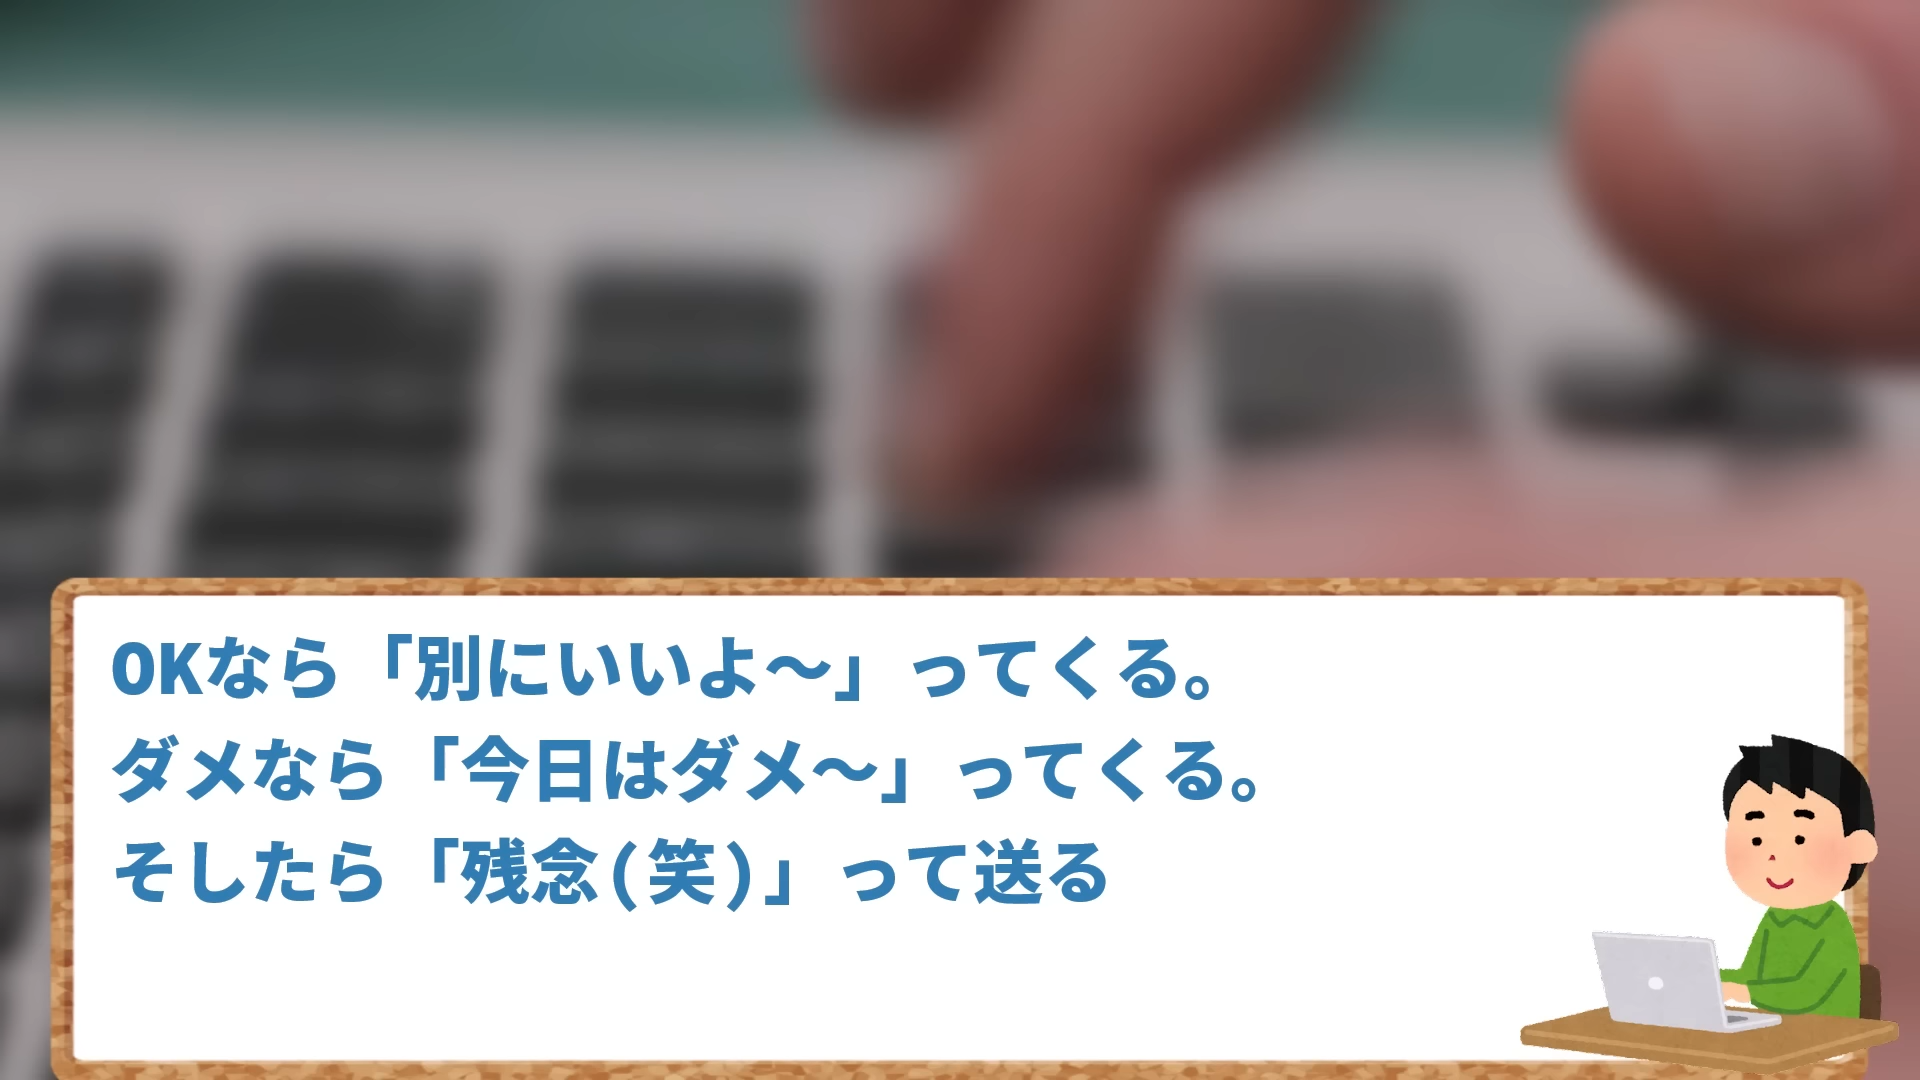 OKなら「別にいいよ〜」ってくる。
ダメなら「今日はダメ〜」ってくる。
そしたら「残念(笑)」って送る